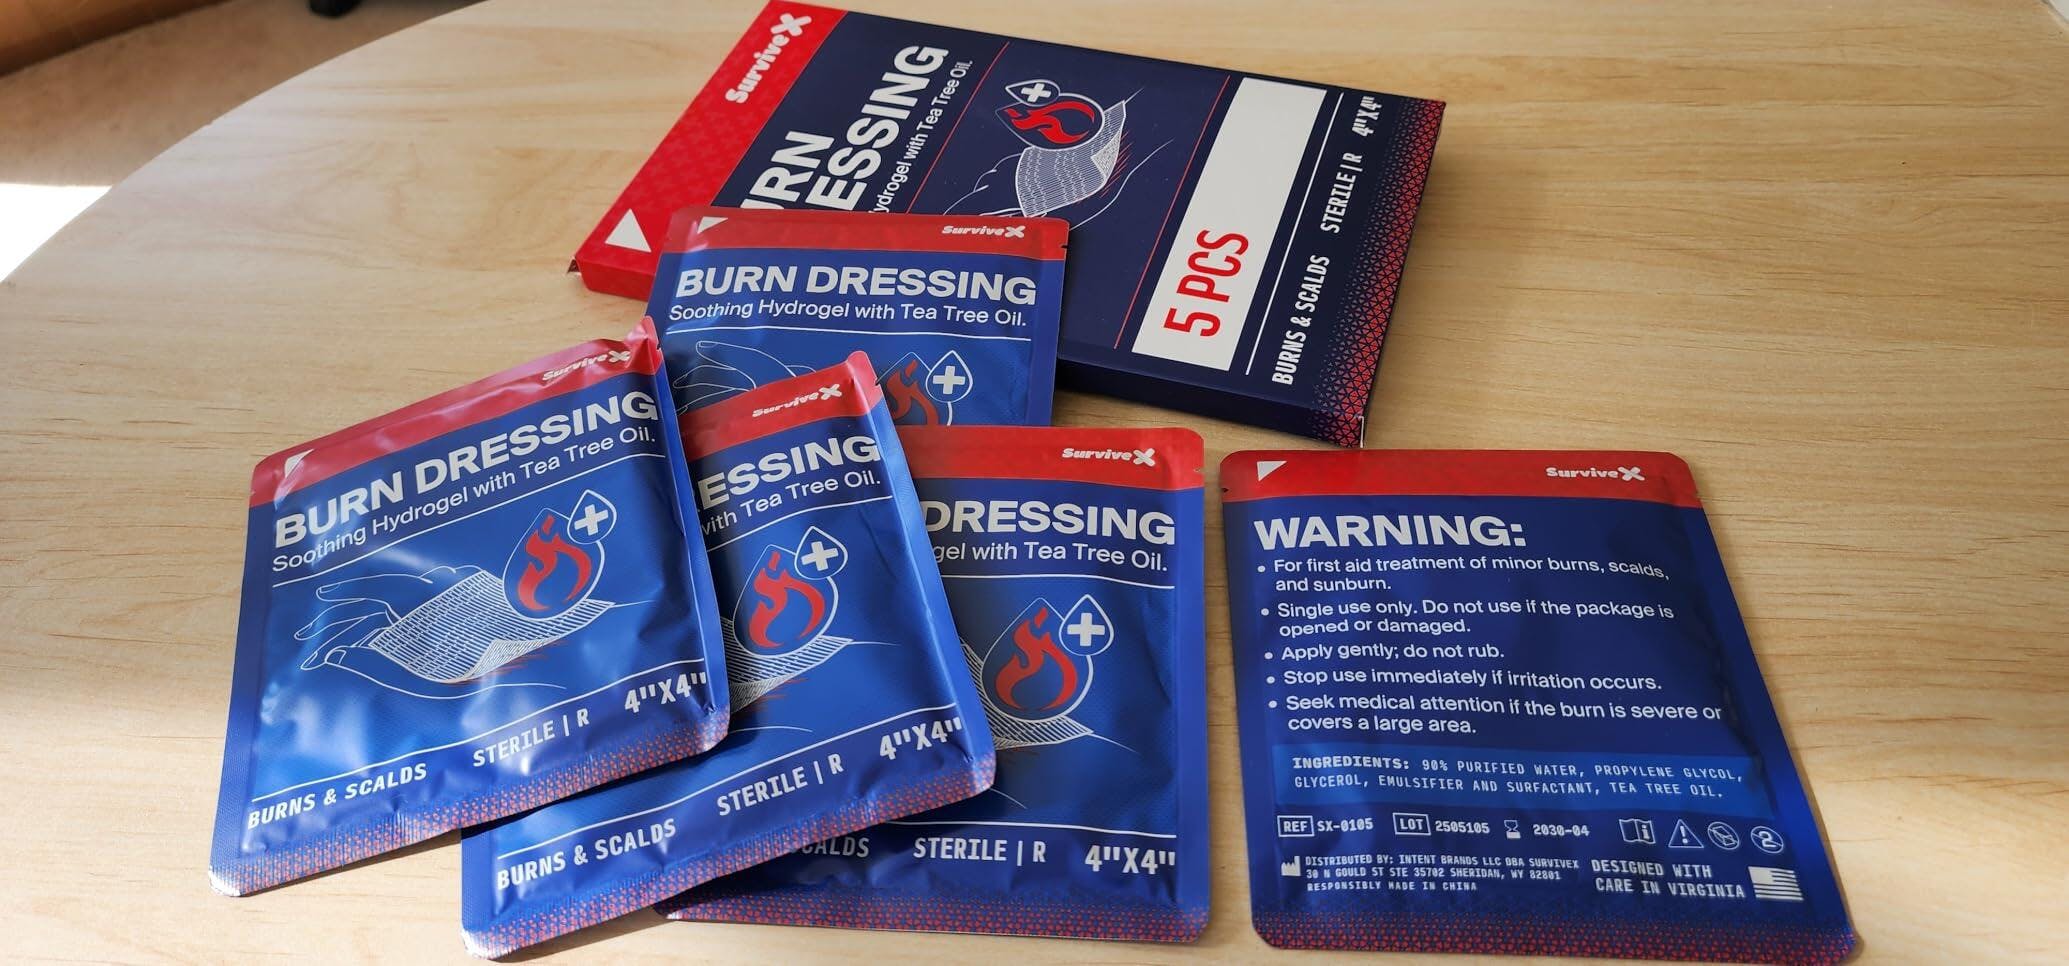 SurviveX
URN
ESSING
ydrogel with Tea Tree Oil.
5 PCS
BURNS & SCALDS STERILE | R 4"X4"
SurviveX
BURN DRESSING
Soothing Hydrogel with Tea Tree Oil.
SurviveX
BURN DRESSING
Soothing Hydrogel with Tea Tree Oil.
BURNS & SCALDS STERILE | R 4"X4"
SurviveX
ESSING
with Tea Tree Oil.
BURNS & SCALDS STERILE | R 4"X4"
SurviveX
DRESSING
gel with Tea Tree Oil.
CALDS STERILE | R 4"X4"
SurviveX
WARNING:
• For first aid treatment of minor burns, scalds,
and sunburn.
• Single use only. Do not use if the package is
opened or damaged.
• Apply gently; do not rub.
• Stop use immediately if irritation occurs.
• Seek medical attention if the burn is severe or
covers a large area.
INGREDIENTS: 90% PURIFIED WATER, PROPYLENE GLYCOL,
GLYCEROL, EMULSIFIER AND SURFACTANT, TEA TREE OIL.
REF SX-0105 LOT 2505105 2030-04 2
DISTRIBUTED BY: INTENT BRANDS LLC DBA SURVIVEX
30 N GOULD ST STE 35702 SHERIDAN, WY 82801
RESPONSIBLY MADE IN CHINA
DESIGNED WITH
CARE IN VIRGINIA